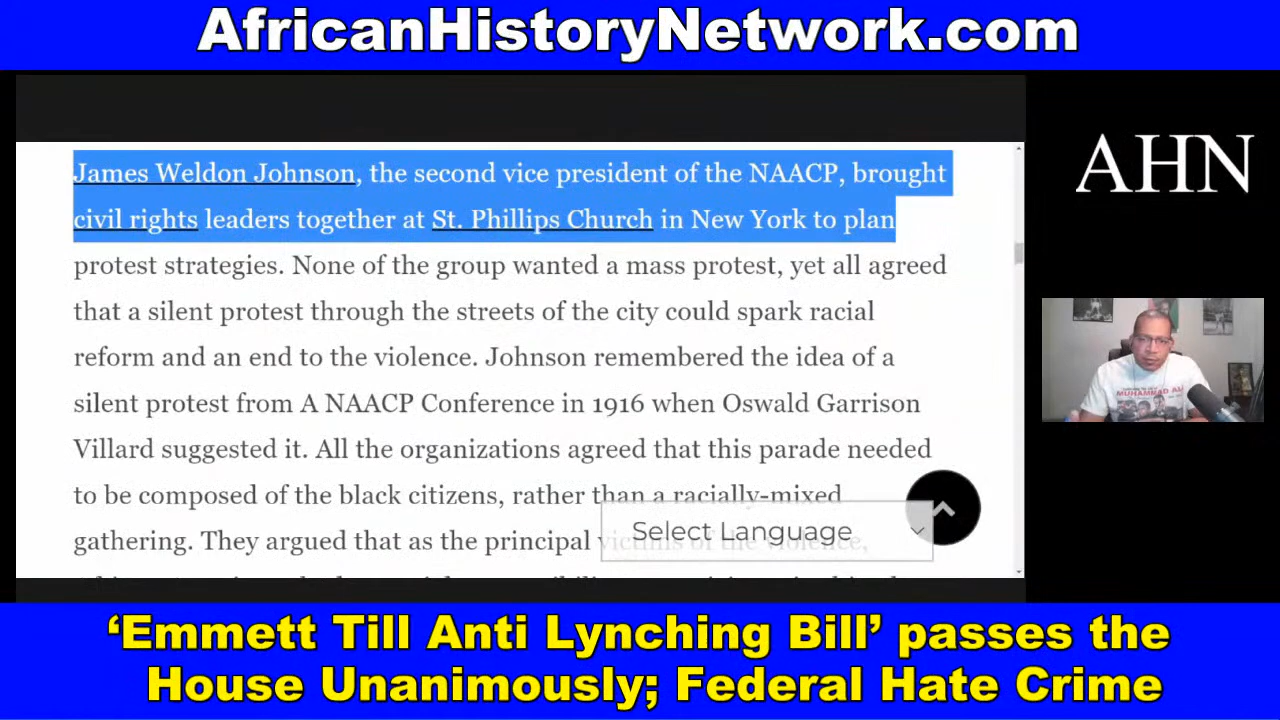 AfricanHistoryNetwork.com
AHN
James Weldon Johnson, the second vice president of the NAACP, brought
civil rights leaders together at St. Phillips Church in New York to plan
protest strategies. None of the group wanted a mass protest, yet all agreed
that a silent protest through the streets of the city could spark racial
reform and an end to the violence. Johnson remembered the idea of a
silent protest from A NAACP Conference in 1916 when Oswald Garrison
Villard suggested it. All the organizations agreed that this parade needed
to be composed of the black citizens, rather than a racially-mixed
gathering. They argued that as the principal victims of the violence,
Select Language
MUHAMMAD ALI
‘Emmett Till Anti Lynching Bill’ passes the
House Unanimously; Federal Hate Crime